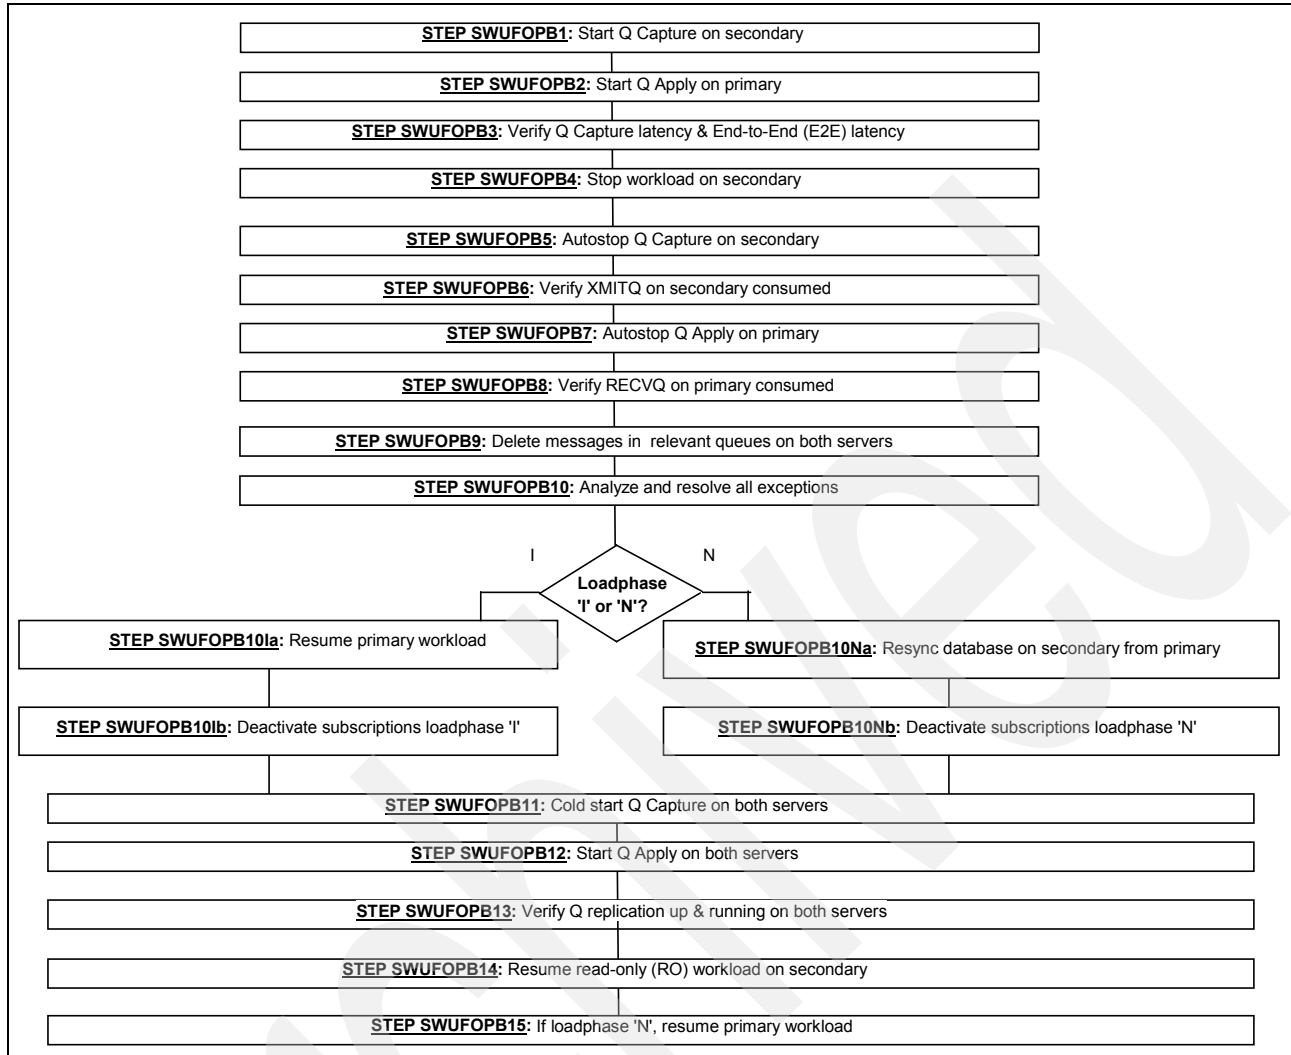 STEP SWUFOPB1: Start Q Capture on secondary
STEP SWUFOPB2: Start Q Apply on primary
STEP SWUFOPB3: Verify Q Capture latency & End-to-End (E2E) latency
STEP SWUFOPB4: Stop workload on secondary
STEP SWUFOPB5: Autostop Q Capture on secondary
STEP SWUFOPB6: Verify XMITQ on secondary consumed
STEP SWUFOPB7: Autostop Q Apply on primary
STEP SWUFOPB8: Verify RECVQ on primary consumed
STEP SWUFOPB9: Delete messages in relevant queues on both servers
STEP SWUFOPB10: Analyze and resolve all exceptions
I
N
Loadphase
'I' or 'N'?
STEP SWUFOPB10Ia: Resume primary workload
STEP SWUFOPB10Na: Resync database on secondary from primary
STEP SWUFOPB10Ib: Deactivate subscriptions loadphase 'I'
STEP SWUFOPB10Nb: Deactivate subscriptions loadphase 'N'
STEP SWUFOPB11: Cold start Q Capture on both servers
STEP SWUFOPB12: Start Q Apply on both servers
STEP SWUFOPB13: Verify Q replication up & running on both servers
STEP SWUFOPB14: Resume read-only (RO) workload on secondary
STEP SWUFOPB15: If loadphase 'N', resume primary workload
hived